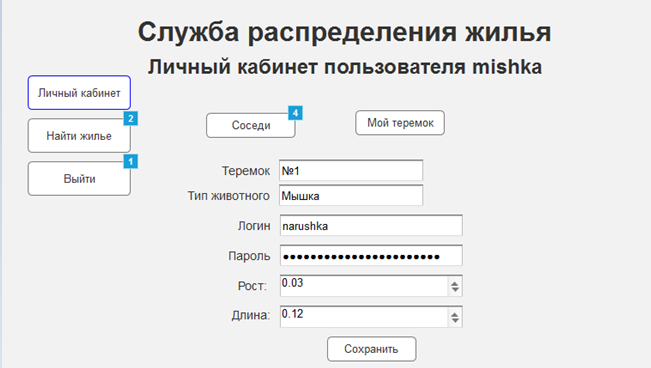 Служба распределения жилья
Личный кабинет пользователя mishka
Личный кабинет
4
Соседи
Мой теремок
2
Найти жилье
1
Выйти
Теремок №1
Тип животного Мышка
Логин narushka
Пароль ●●●●●●●●●●●●●●●●●●●●●●●
Рост: 0.03
Длина: 0.12
Сохранить